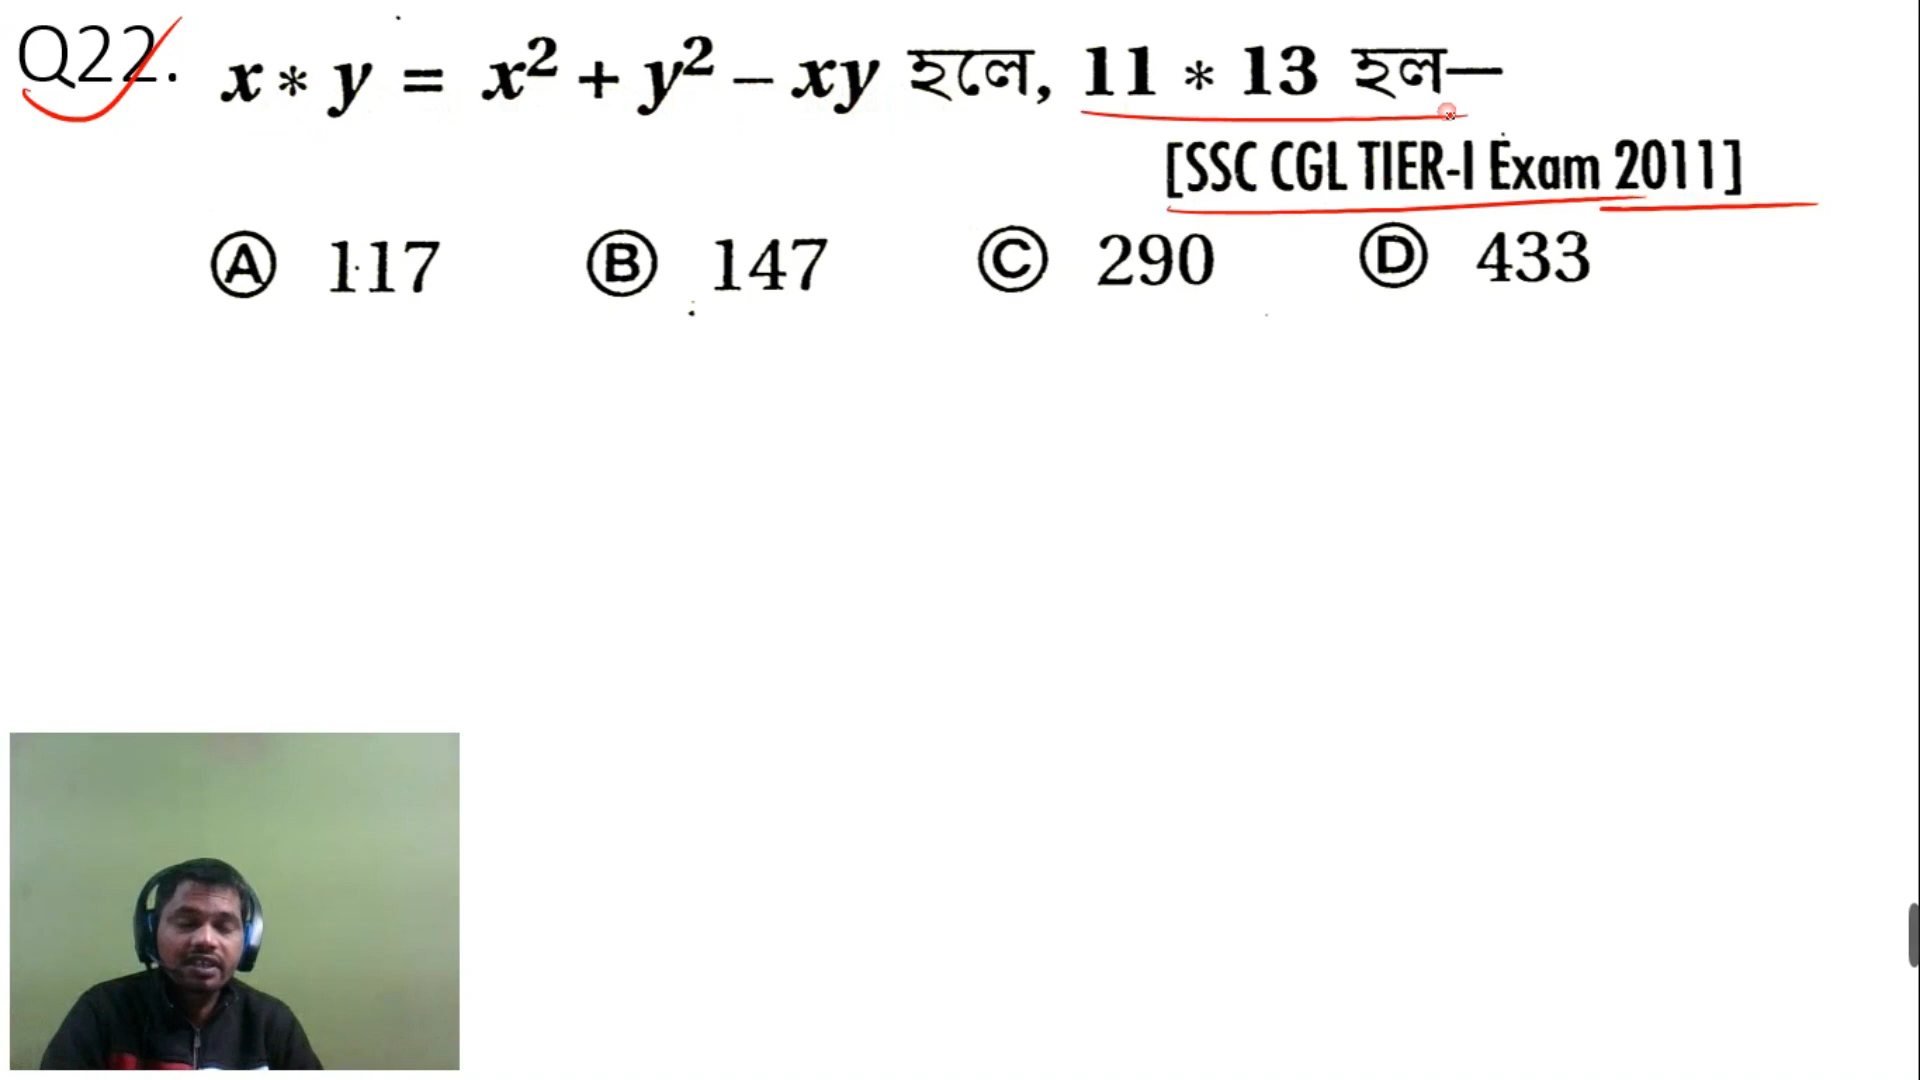 Q22. x * y = x² + y² – xy হলে, 11 * 13 হল—
[SSC CGL TIER-I Exam 2011]
Ⓐ 117 Ⓑ 147 Ⓒ 290 Ⓓ 433